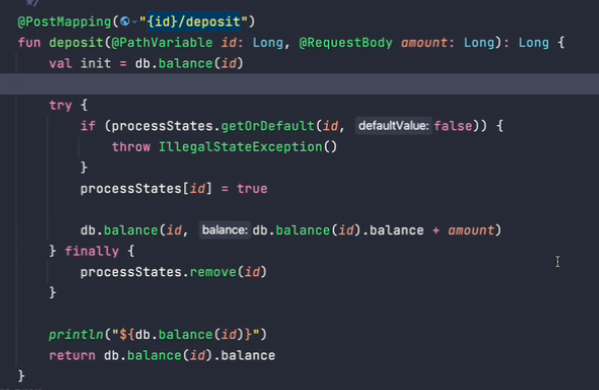 */
@PostMapping("{id}/deposit")
fun deposit(@PathVariable id: Long, @RequestBody amount: Long): Long {
val init = db.balance(id)
try {
if (processStates.getOrDefault(id, defaultValue: false)) {
throw IllegalStateException()
}
processStates[id] = true
db.balance(id, balance: db.balance(id).balance + amount)
} finally {
processStates.remove(id)
}
println("${db.balance(id)}")
return db.balance(id).balance
}